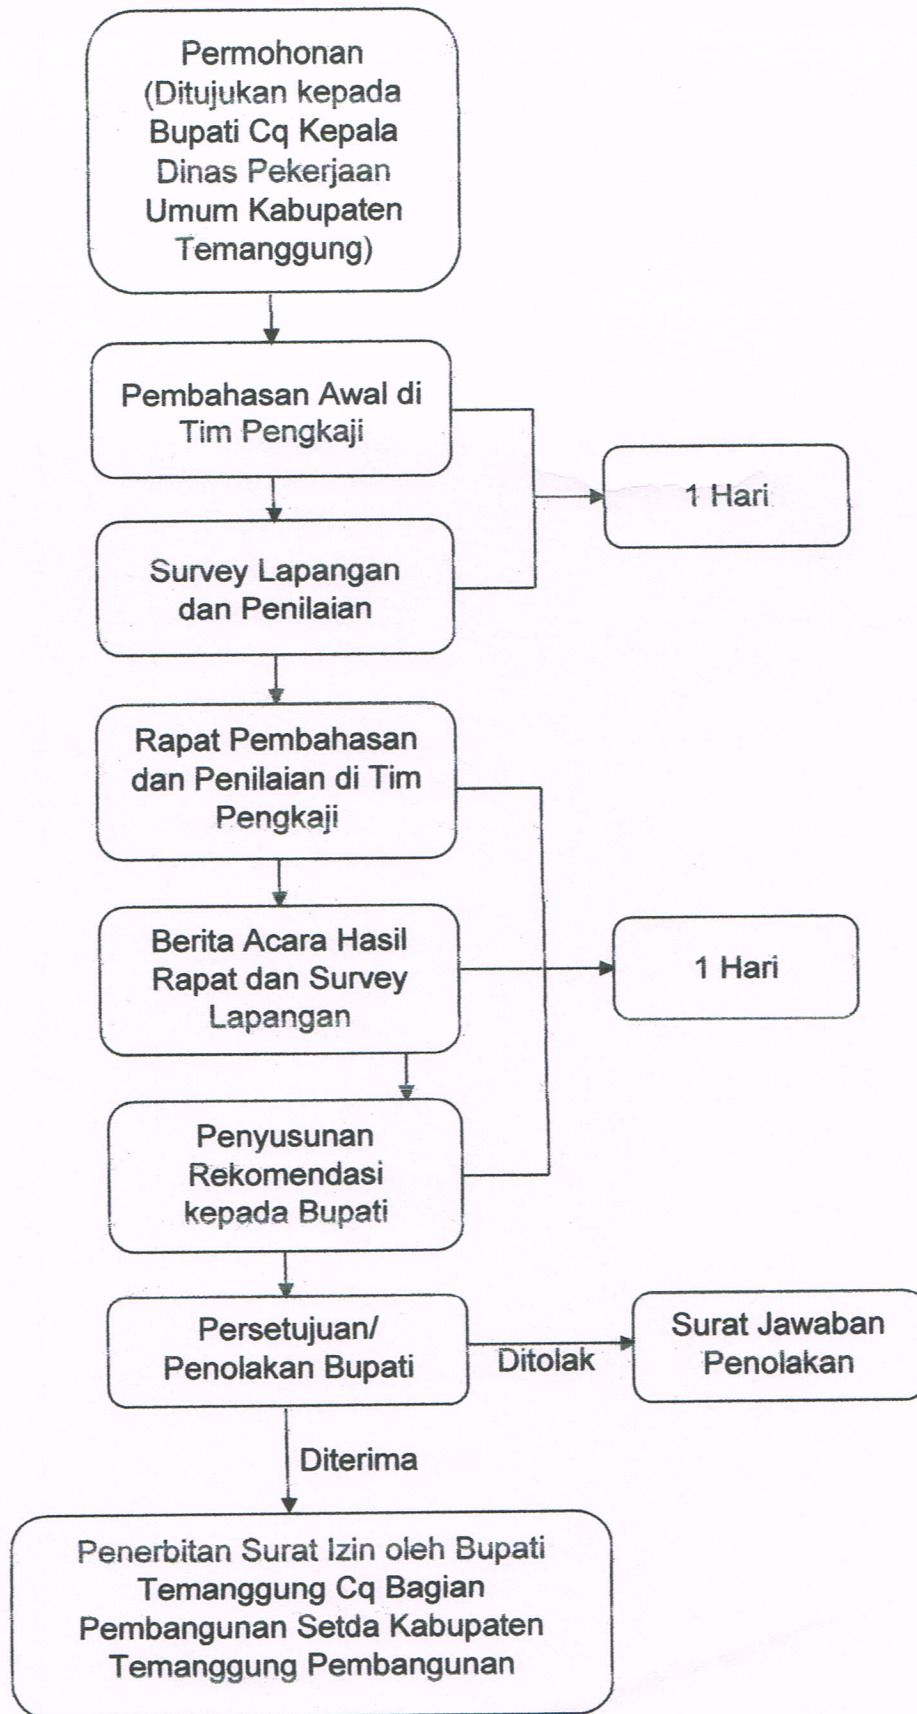 Permohonan
(Ditujukan kepada
Bupati Cq Kepala
Dinas Pekerjaan
Umum Kabupaten
Temanggung)
Pembahasan Awal di
Tim Pengkaji
1 Hari
Survey Lapangan
dan Penilaian
Rapat Pembahasan
dan Penilaian di Tim
Pengkaji
Berita Acara Hasil
Rapat dan Survey
Lapangan
1 Hari
Penyusunan
Rekomendasi
kepada Bupati
Persetujuan/
Penolakan Bupati
Ditolak
Surat Jawaban
Penolakan
Diterima
Penerbitan Surat Izin oleh Bupati
Temanggung Cq Bagian
Pembangunan Setda Kabupaten
Temanggung Pembangunan